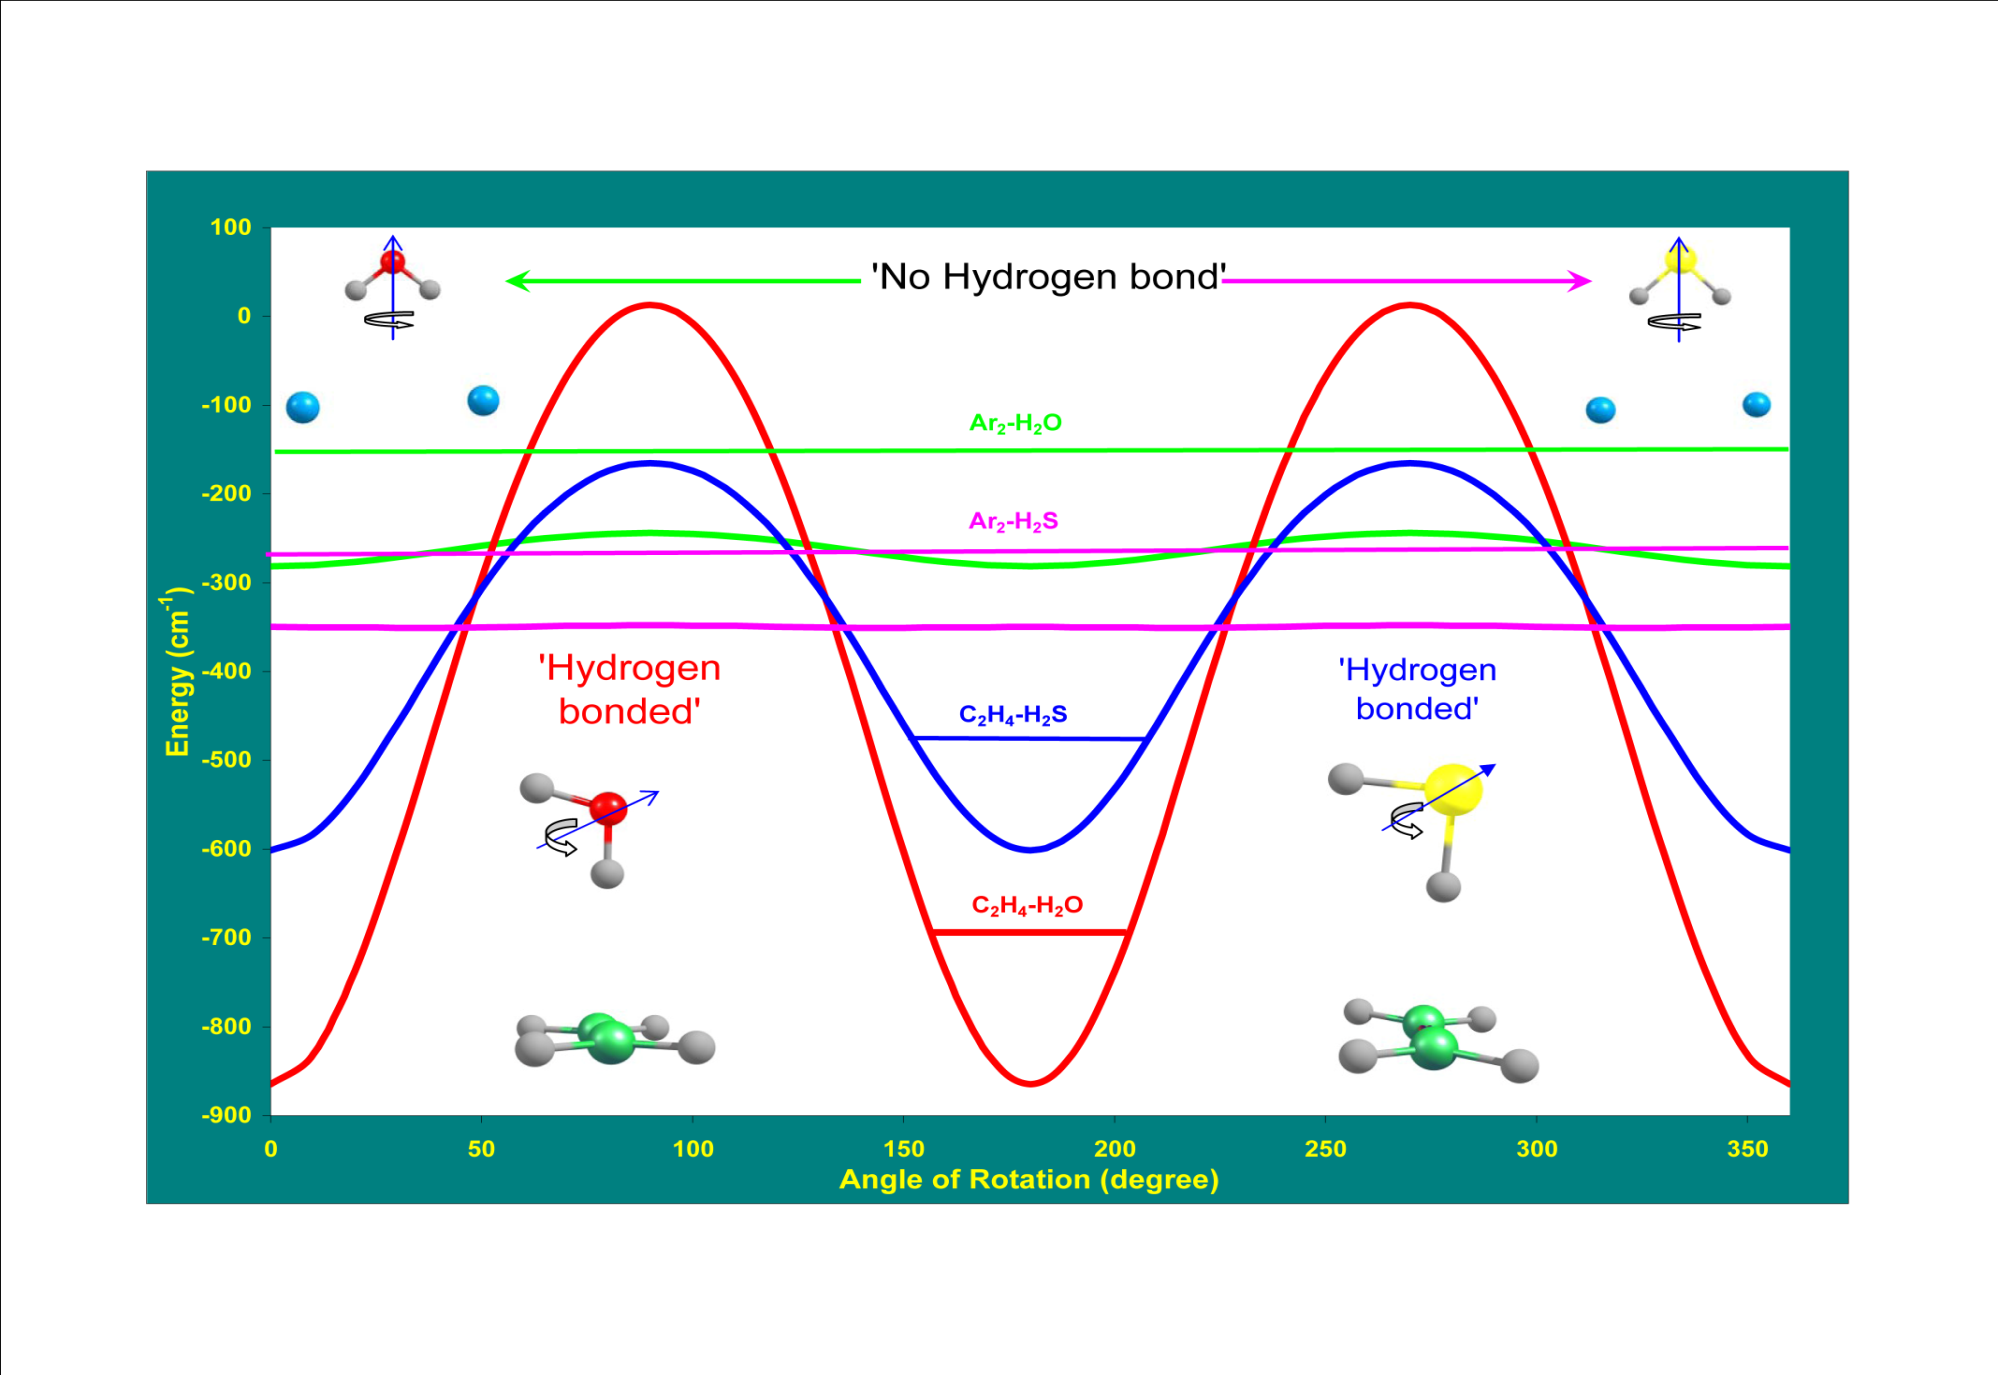 100
0
-100
-200
-300
-400
-500
-600
-700
-800
-900
Energy (cm⁻¹)
'No Hydrogen bond'
Ar₂-H₂O
Ar₂-H₂S
'Hydrogen
bonded'
'Hydrogen
bonded'
C₂H₄-H₂S
C₂H₄-H₂O
0 50 100 150 200 250 300 350
Angle of Rotation (degree)